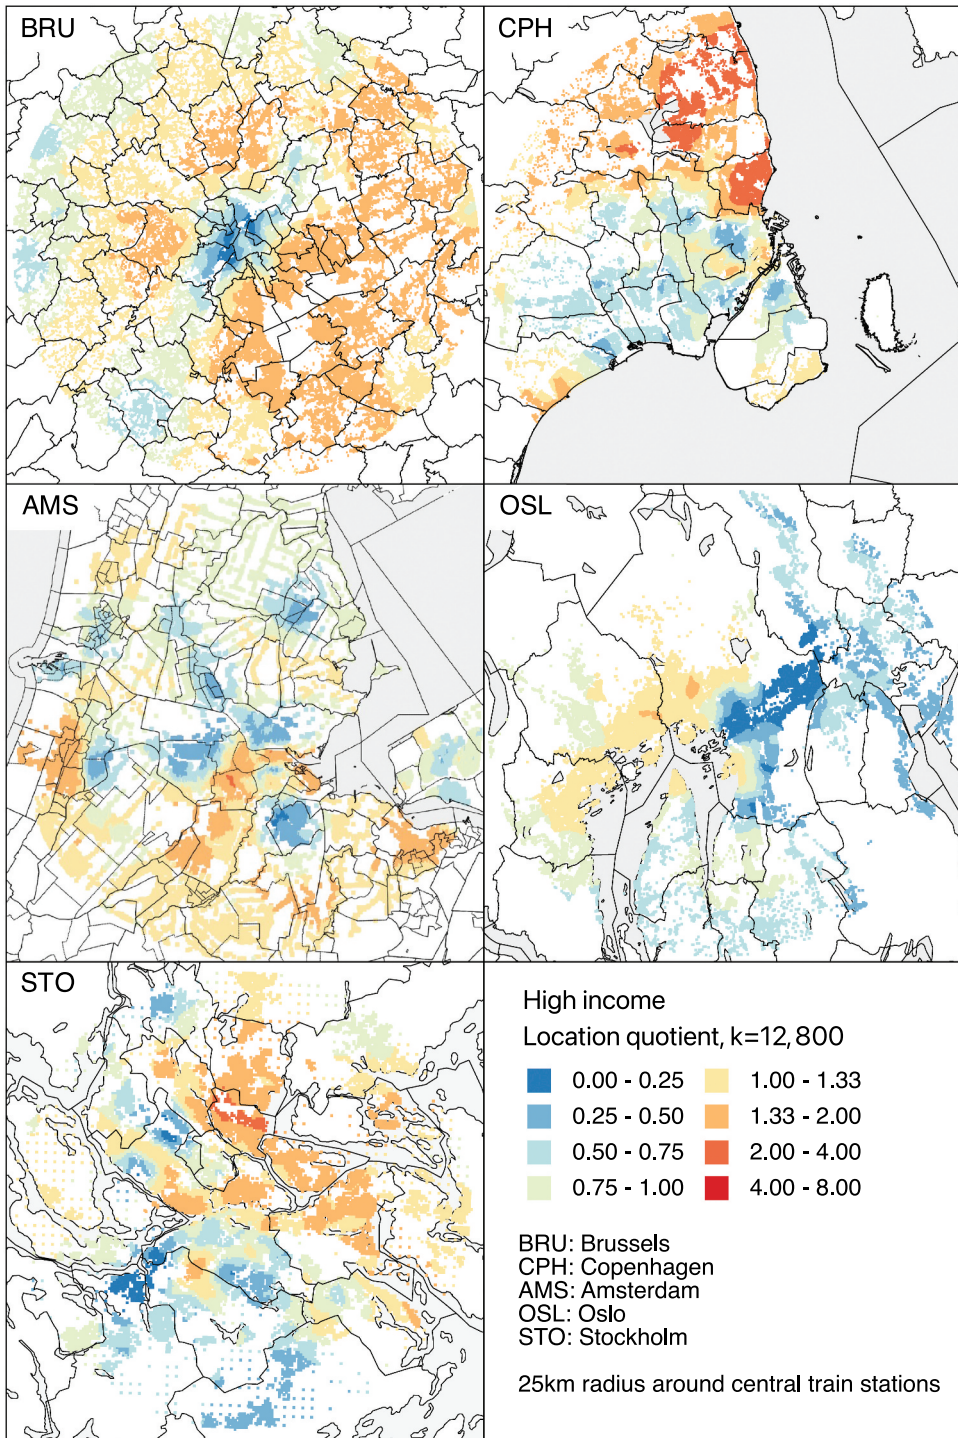 BRU
CPH
AMS
OSL
STO
High income
Location quotient, k=12,800
0.00 - 0.25
1.00 - 1.33
0.25 - 0.50
1.33 - 2.00
0.50 - 0.75
2.00 - 4.00
0.75 - 1.00
4.00 - 8.00
BRU: Brussels
CPH: Copenhagen
AMS: Amsterdam
OSL: Oslo
STO: Stockholm
25km radius around central train stations